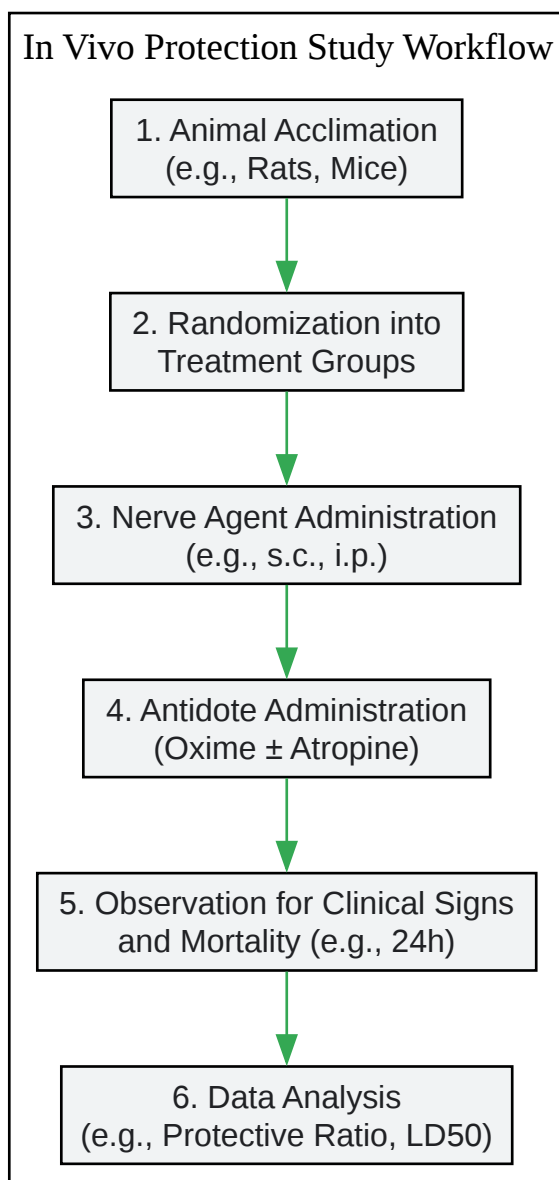 In Vivo Protection Study Workflow
1. Animal Acclimation
(e.g., Rats, Mice)
2. Randomization into
Treatment Groups
3. Nerve Agent Administration
(e.g., s.c., i.p.)
4. Antidote Administration
(Oxime ± Atropine)
5. Observation for Clinical Signs
and Mortality (e.g., 24h)
6. Data Analysis
(e.g., Protective Ratio, LD50)